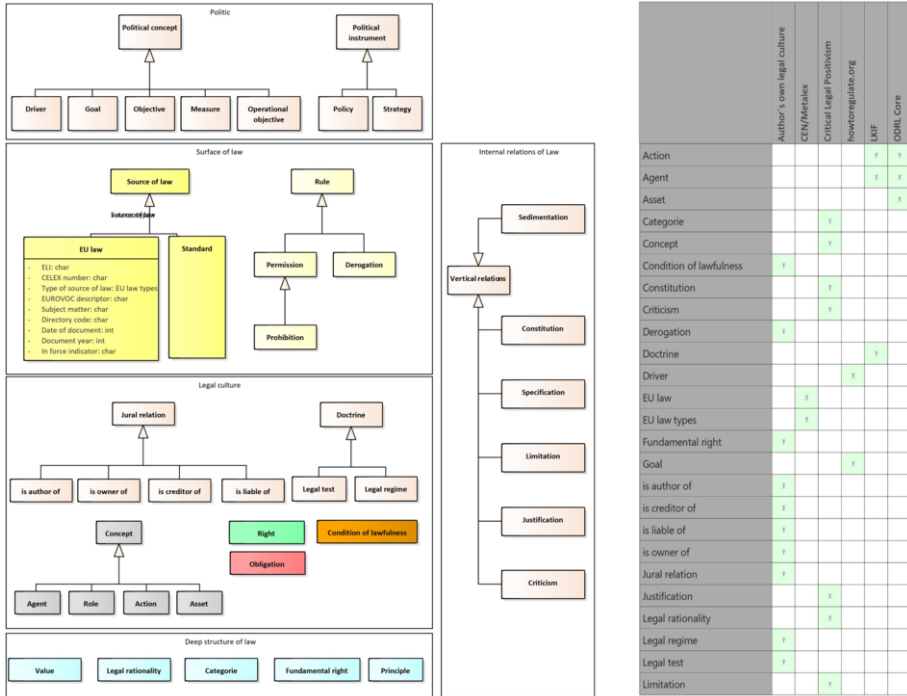 Politic
Political concept
Political
instrument
Driver
Goal
Objective
Measure
Operational
objective
Policy
Strategy
Surface of law
Source of law
Rule
EU law
- ELI: char
- CELEX number: char
- Type of source of law: EU law types
- EUROVOC descriptor: char
- Subject matter: char
- Directory code: char
- Date of document: int
- Document year: int
- In force indicator: char
Standard
Permission
Derogation
Prohibition
Legal culture
Jural relation
Doctrine
is author of
is owner of
is creditor of
is liable of
Legal test
Legal regime
Concept
Right
Condition of lawfulness
Obligation
Agent
Role
Action
Asset
Deep structure of law
Value
Legal rationality
Categorie
Fundamental right
Principle
Internal relations of Law
Sedimentation
Vertical relations
Constitution
Specification
Limitation
Justification
Criticism
Author´s own legal culture
CEN/Metalex
Critical Legal Positivism
howtoregulate.org
LKIF
ODRL Core
Action
Agent
Asset
Categorie
Concept
Condition of lawfulness
Constitution
Criticism
Derogation
Doctrine
Driver
EU law
EU law types
Fundamental right
Goal
is author of
is creditor of
is liable of
is owner of
Jural relation
Justification
Legal rationality
Legal regime
Legal test
Limitation